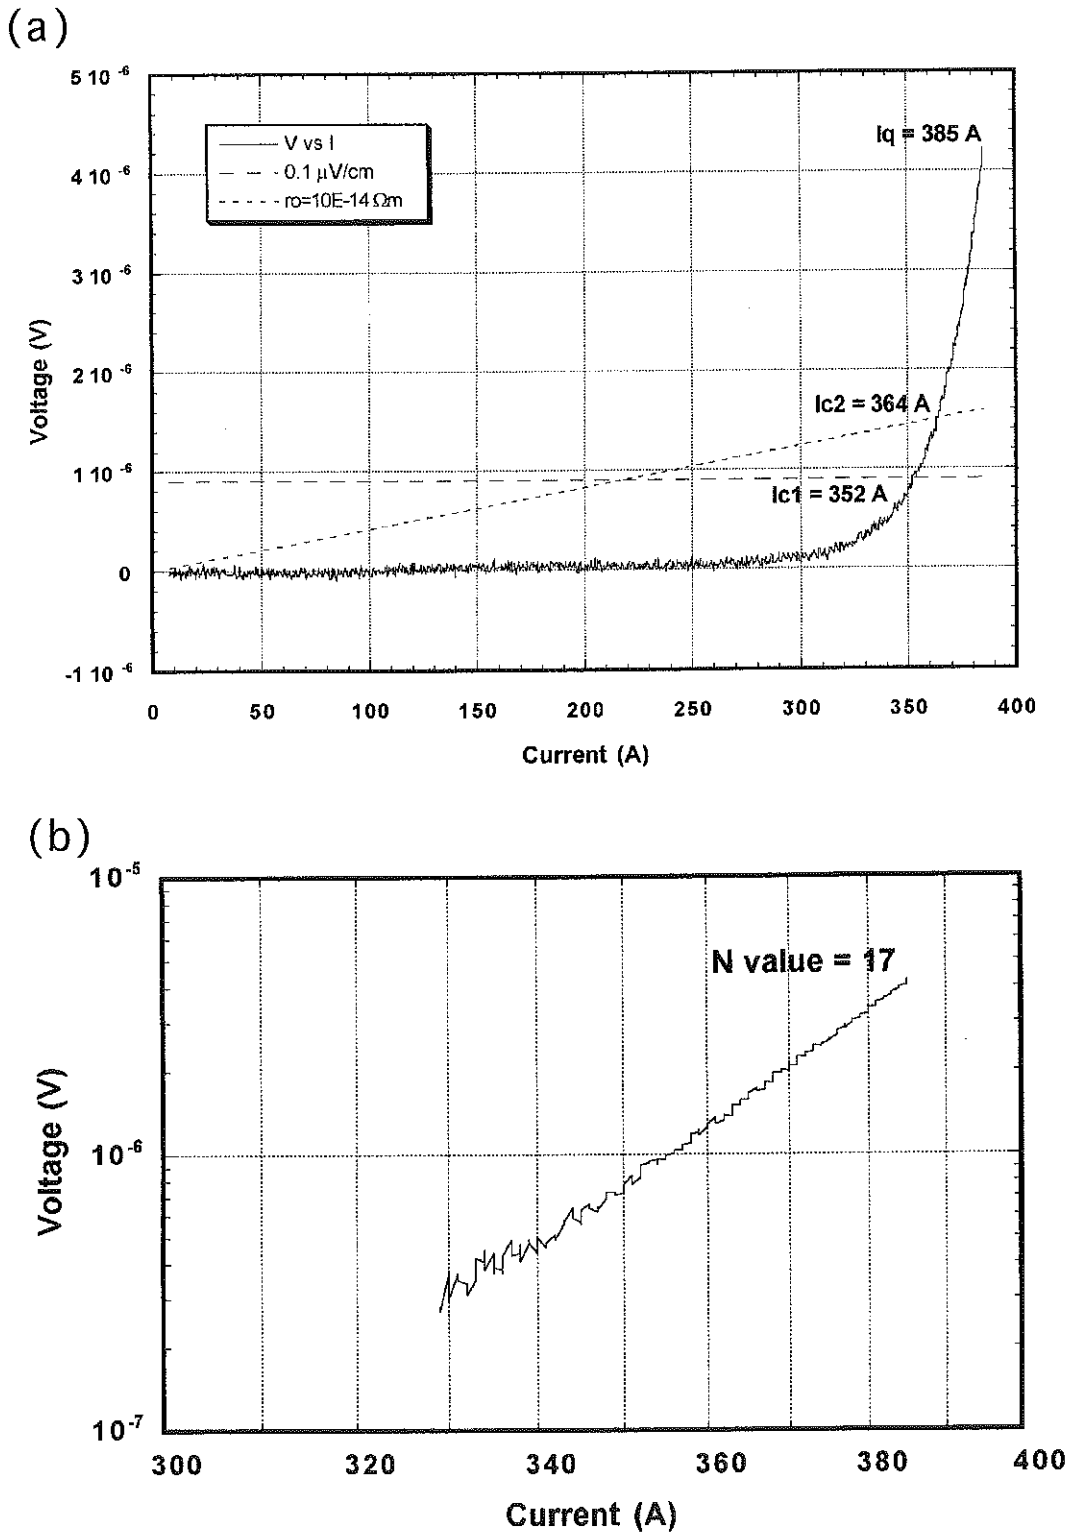 (a)
5 10 -6
4 10 -6
3 10 -6
2 10 -6
1 10 -6
0
-1 10 -6
Voltage (V)
V vs I
0.1 μV/cm
ro=10E-14 Ωm
Iq = 385 A
Ic2 = 364 A
Ic1 = 352 A
0 50 100 150 200 250 300 350 400
Current (A)
(b)
10-5
10-6
10-7
Voltage (V)
N value = 17
300 320 340 360 380 400
Current (A)